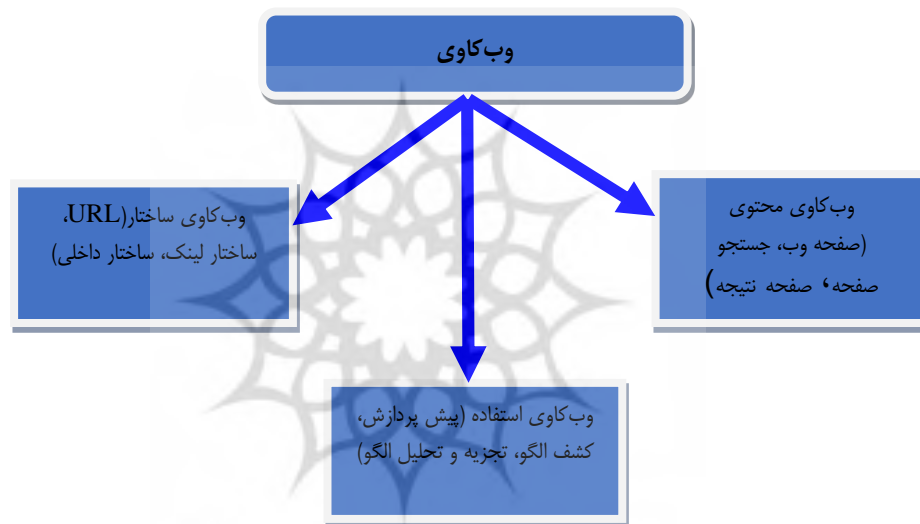 وب‌کاوی
وب‌کاوی محتوی
(صفحه وب، جستجو
صفحه، صفحه نتیجه)
وب‌کاوی ساختار(URL،
ساختار لینک، ساختار داخلی)
وب‌کاوی استفاده (پیش پردازش،
کشف الگو، تجزیه و تحلیل الگو)